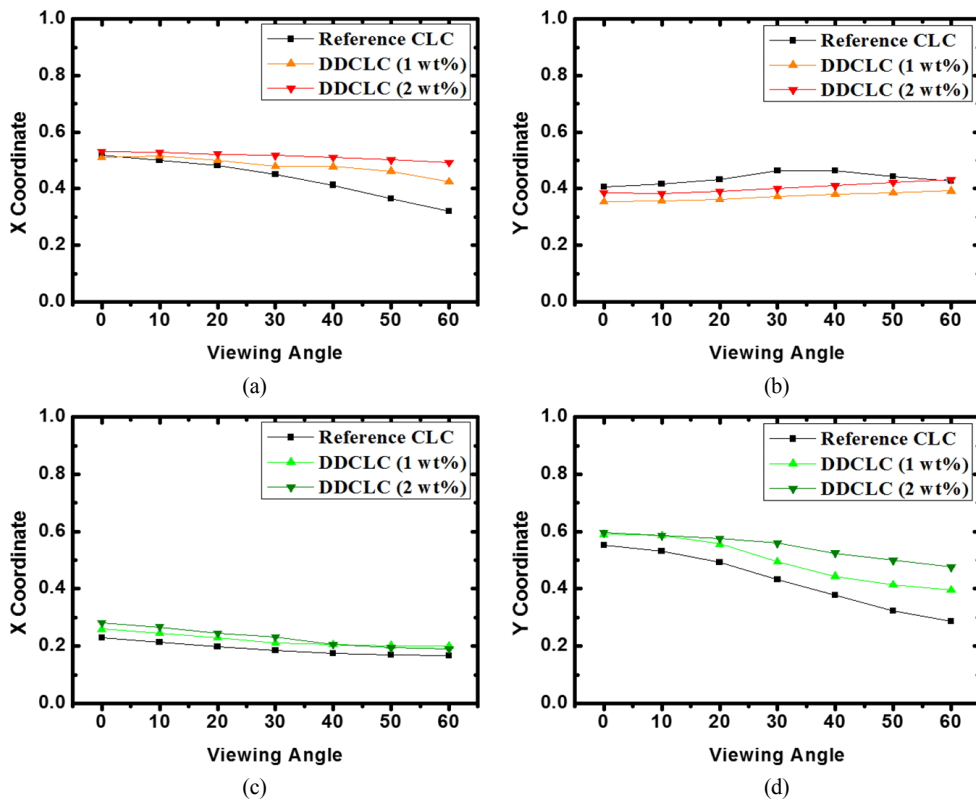 1.0
0.8
0.6
0.4
0.2
0.0
X Coordinate
Reference CLC
DDCLC (1 wt%)
DDCLC (2 wt%)
0 10 20 30 40 50 60
Viewing Angle
(a)
1.0
0.8
0.6
0.4
0.2
0.0
Y Coordinate
Reference CLC
DDCLC (1 wt%)
DDCLC (2 wt%)
0 10 20 30 40 50 60
Viewing Angle
(b)
1.0
0.8
0.6
0.4
0.2
0.0
X Coordinate
Reference CLC
DDCLC (1 wt%)
DDCLC (2 wt%)
0 10 20 30 40 50 60
Viewing Angle
(c)
1.0
0.8
0.6
0.4
0.2
0.0
Y Coordinate
Reference CLC
DDCLC (1 wt%)
DDCLC (2 wt%)
0 10 20 30 40 50 60
Viewing Angle
(d)